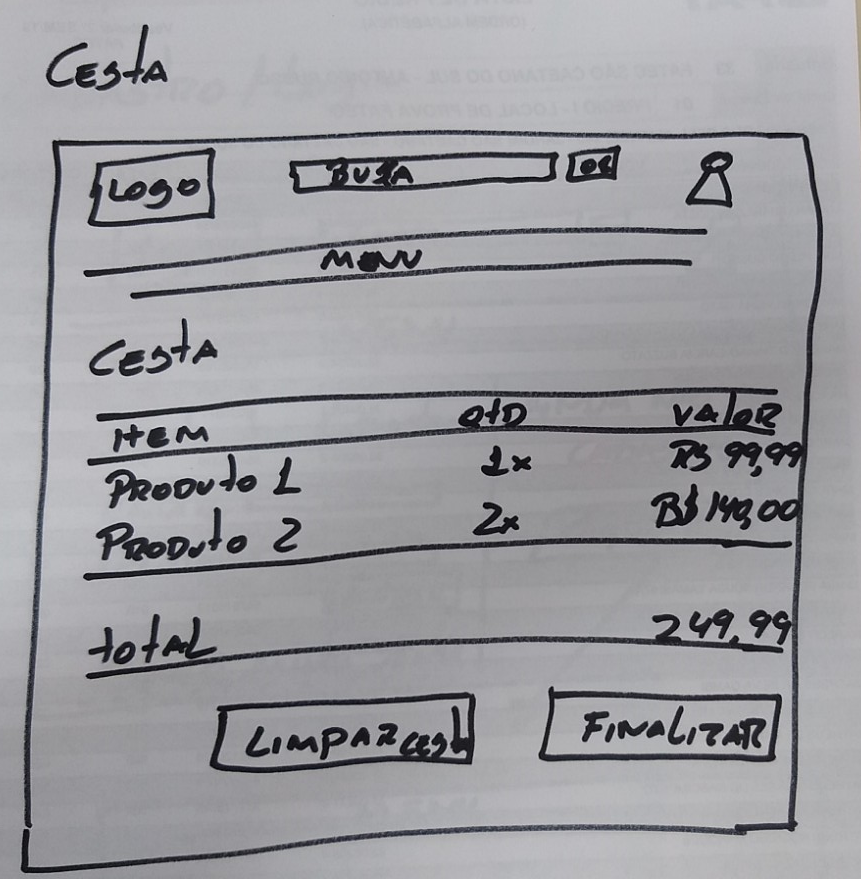 Cesta
Logo BUSCA OK
MENU
Cesta
ITEM QTD VALOR
PRODUTO 1 1x R$ 99,99
PRODUTO 2 2x R$ 140,00
TOTAL 249,99
LIMPAR CESTA FINALIZAR